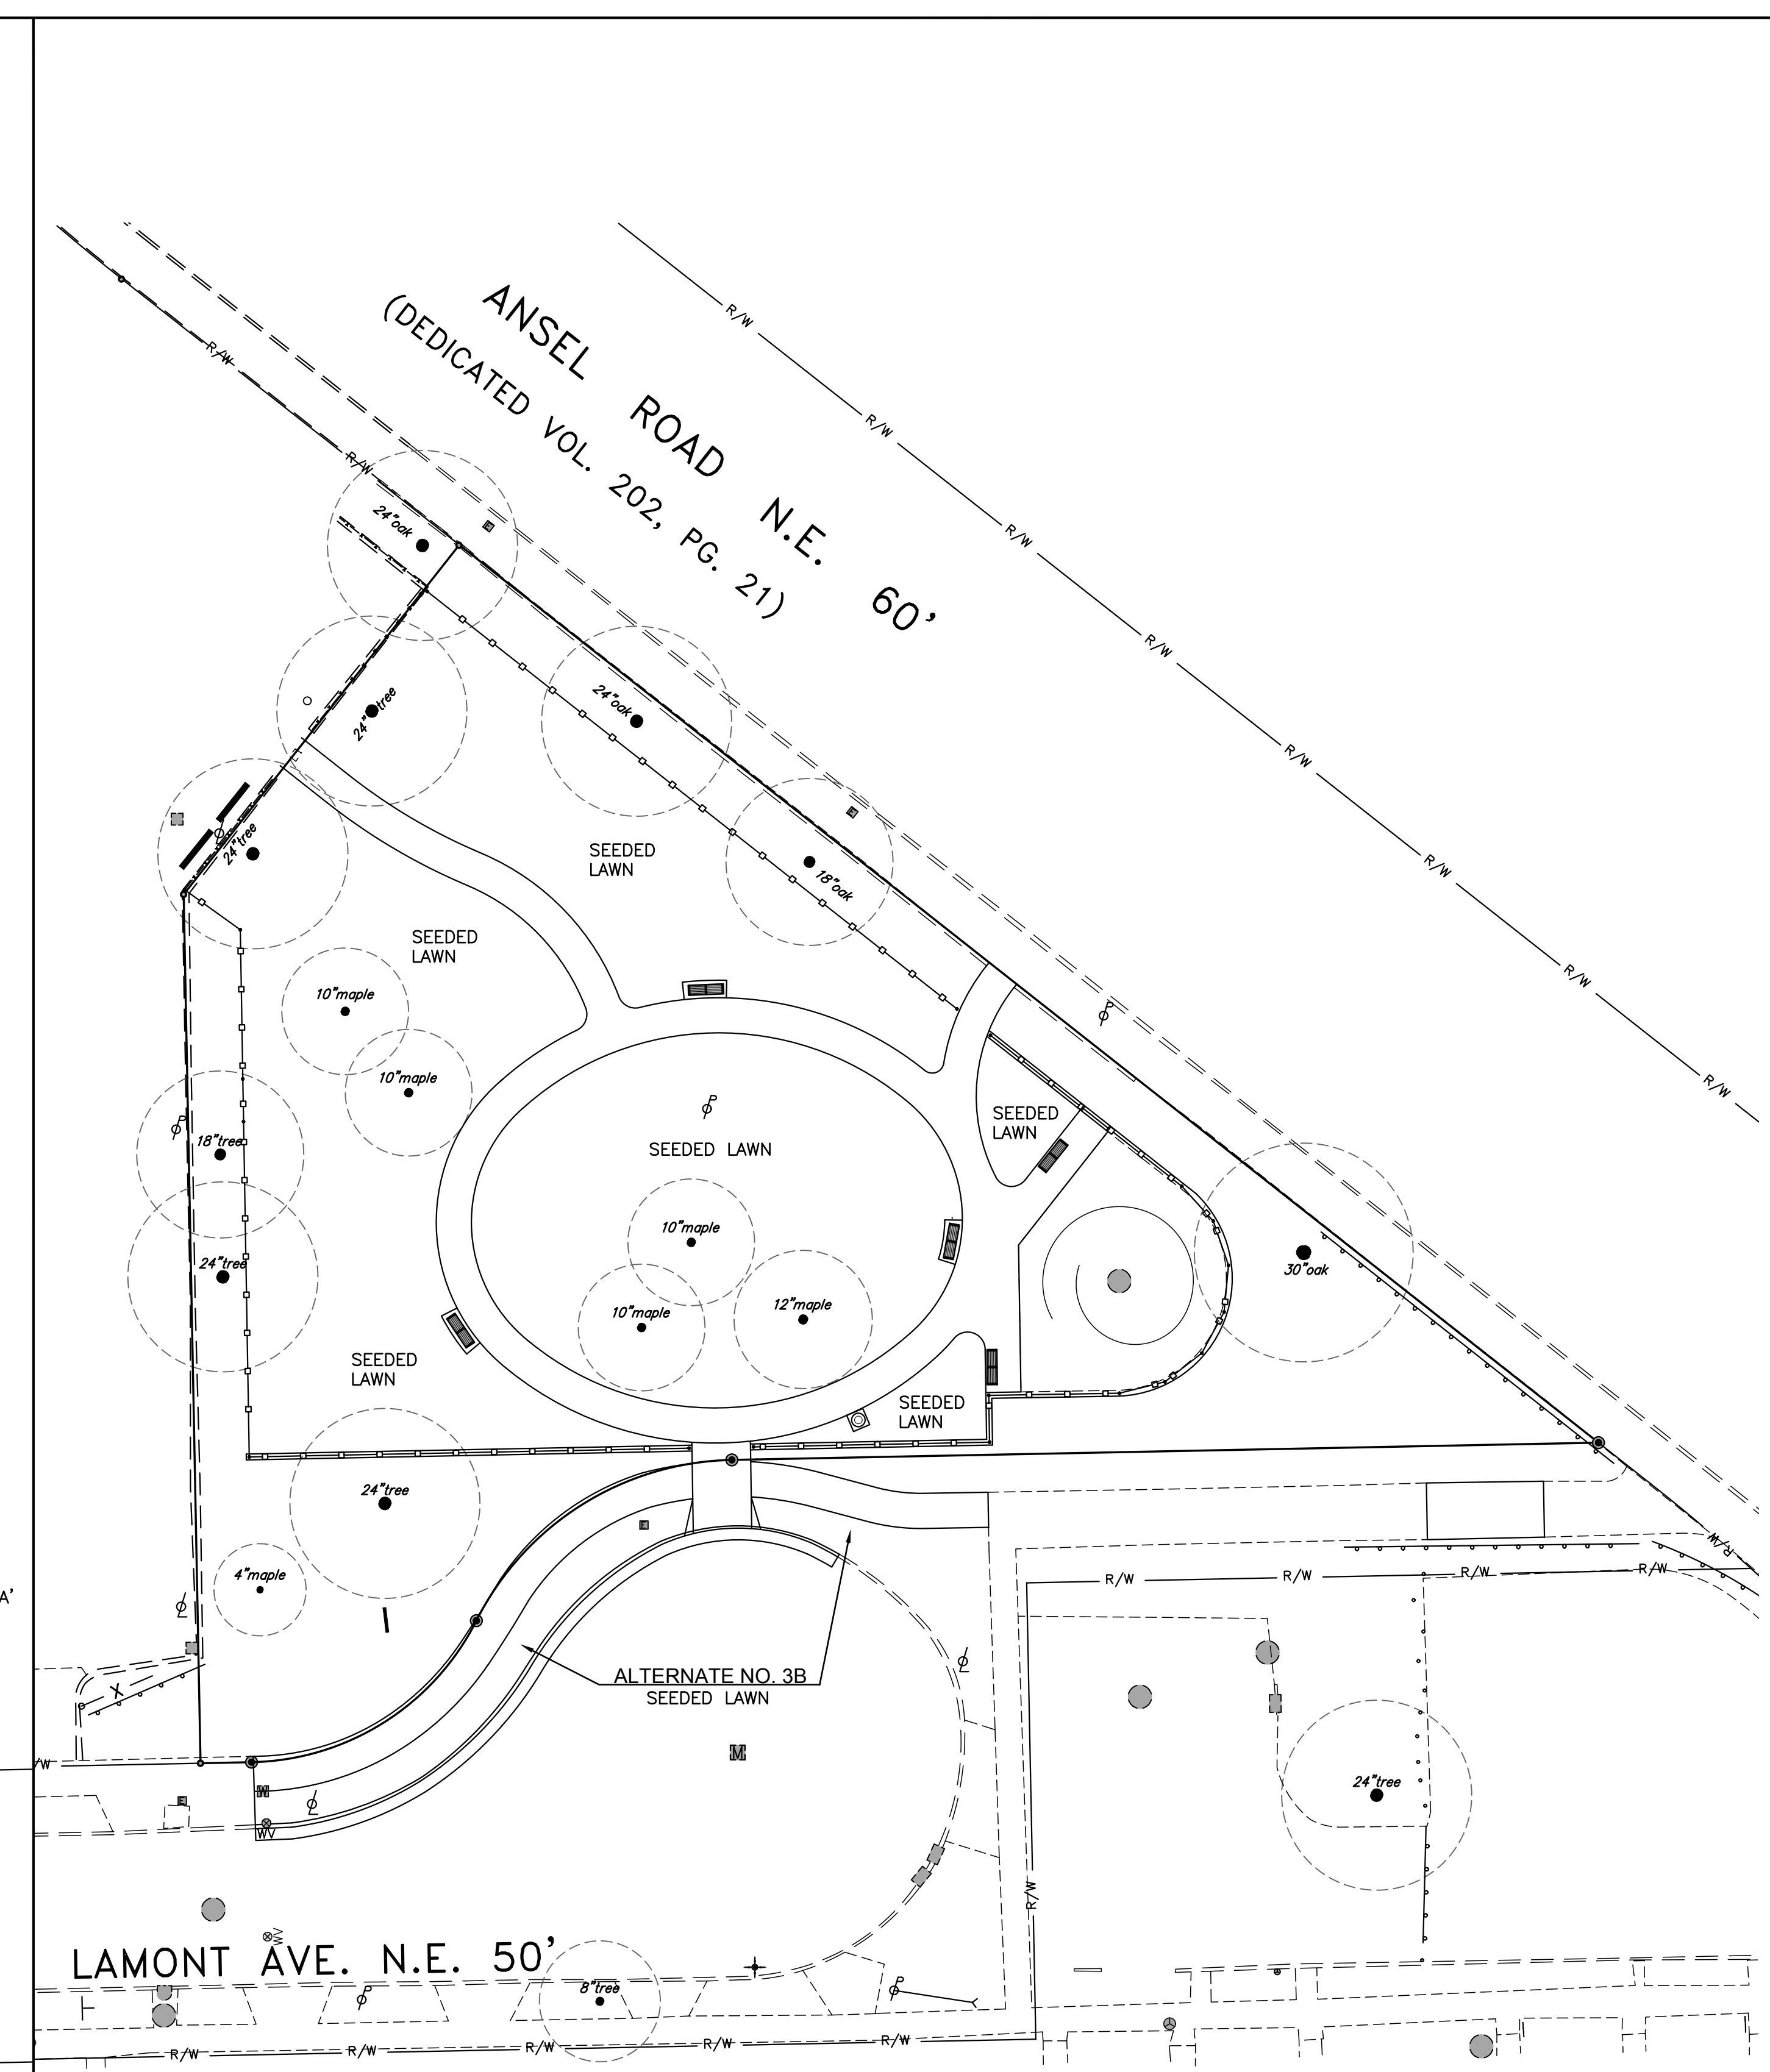 ANSEL ROAD N.E. 60'
(DEDICATED VOL. 202, PG. 21)
R/W
R/W
R/W
R/W
R/W
R/W
R/W
R/W
R/W
R/W
24"oak
E
24"tree
24"oak
E
24"tree
18"oak
SEEDED
LAWN
SEEDED
LAWN
10"maple
10"maple
P
P
P
SEEDED
LAWN
SEEDED LAWN
18"tree
24"tree
10"maple
10"maple
12"maple
30"oak
SEEDED
LAWN
SEEDED
LAWN
24"tree
E
4"maple
A'
R/W
R/W
R/W
R/W
R/W
X
ALTERNATE NO. 3B
SEEDED LAWN
M
/W
M
E
WV
24"tree
R/W
WV
LAMONT AVE. N.E. 50'
8"tree
P
P
R/W
R/W
R/W
R/W
R/W